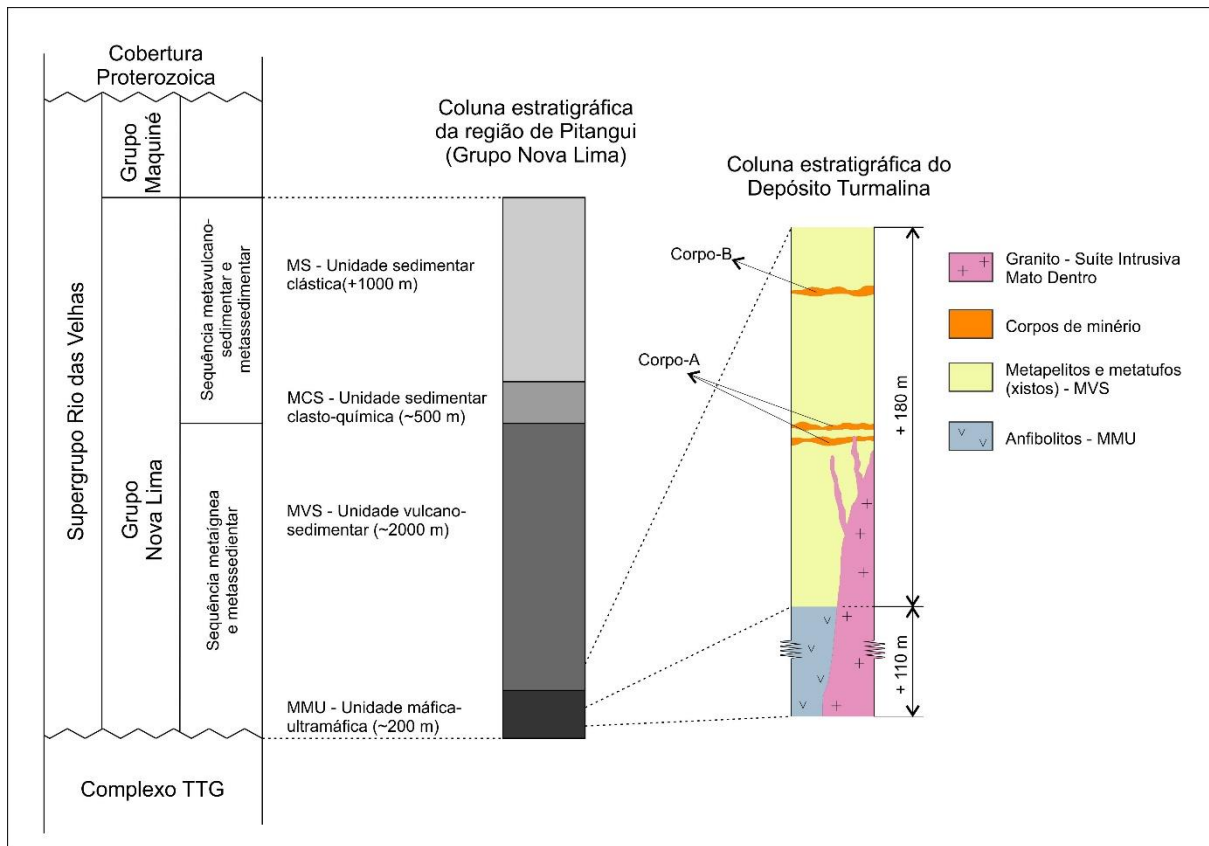 Cobertura
Proterozoica
Supergrupo Rio das Velhas
Grupo
Maquiné
Grupo
Nova Lima
Sequência metavulcano-
sedimentar e
metassedimentar
Sequência metaígnea
e metassedientar
Complexo TTG
Coluna estratigráfica
da região de Pitangui
(Grupo Nova Lima)
MS - Unidade sedimentar
clástica(+1000 m)
MCS - Unidade sedimentar
clasto-química (~500 m)
MVS - Unidade vulcano-
sedimentar (~2000 m)
MMU - Unidade máfica-
ultramáfica (~200 m)
Coluna estratigráfica do
Depósito Turmalina
Corpo-B
Corpo-A
+ 180 m
+ 110 m
Granito - Suíte Intrusiva
Mato Dentro
Corpos de minério
Metapelitos e metatufos
(xistos) - MVS
Anfibolitos - MMU